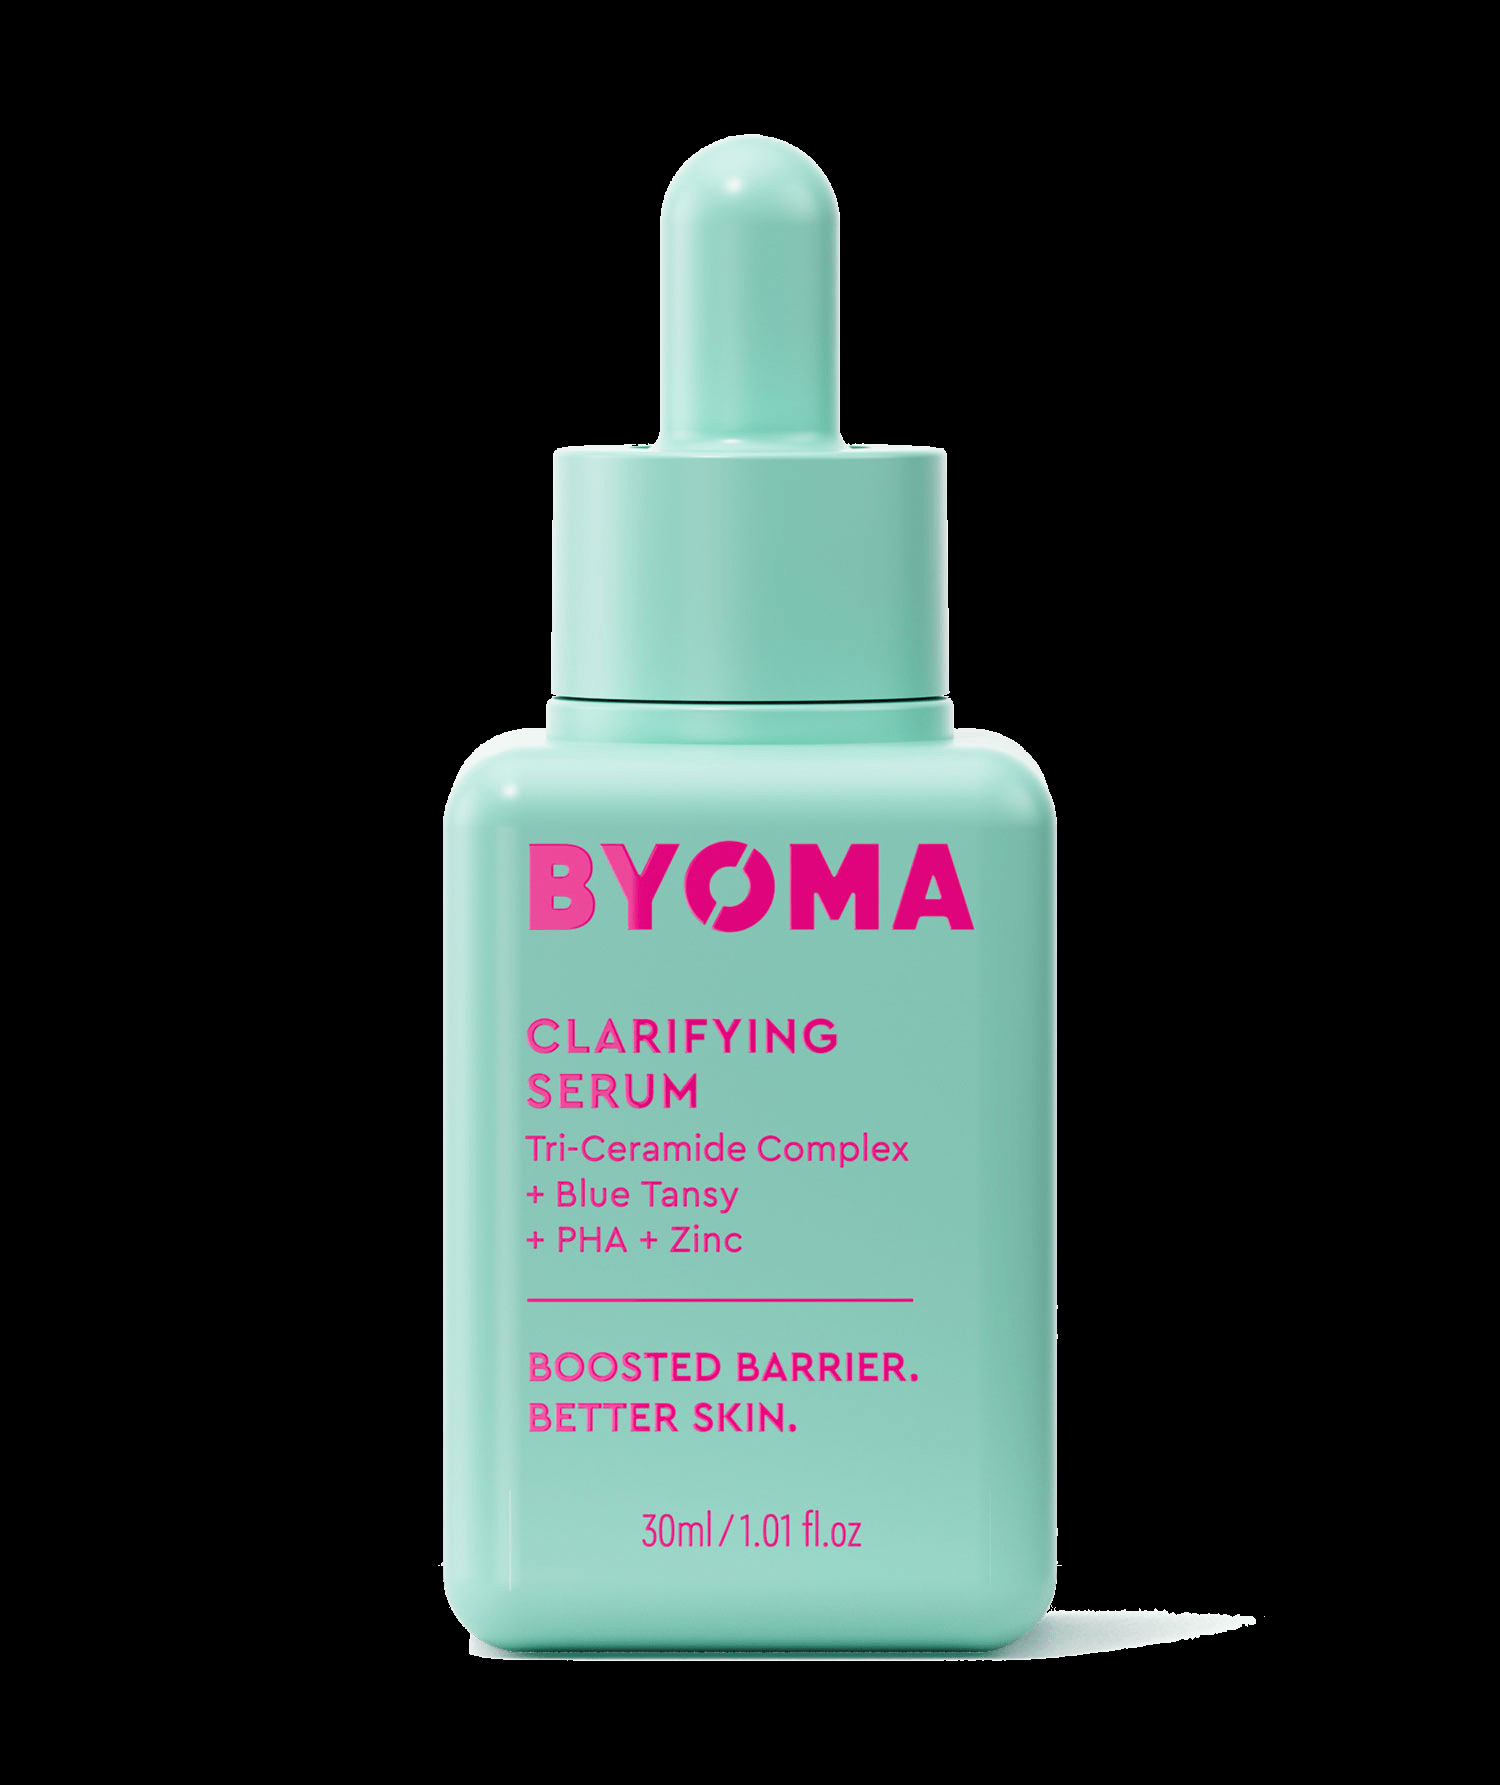 BYOMA
CLARIFYING
SERUM
Tri-Ceramide Complex
+ Blue Tansy
+ PHA + Zinc
BOOSTED BARRIER.
BETTER SKIN.
30ml / 1.01 fl.oz